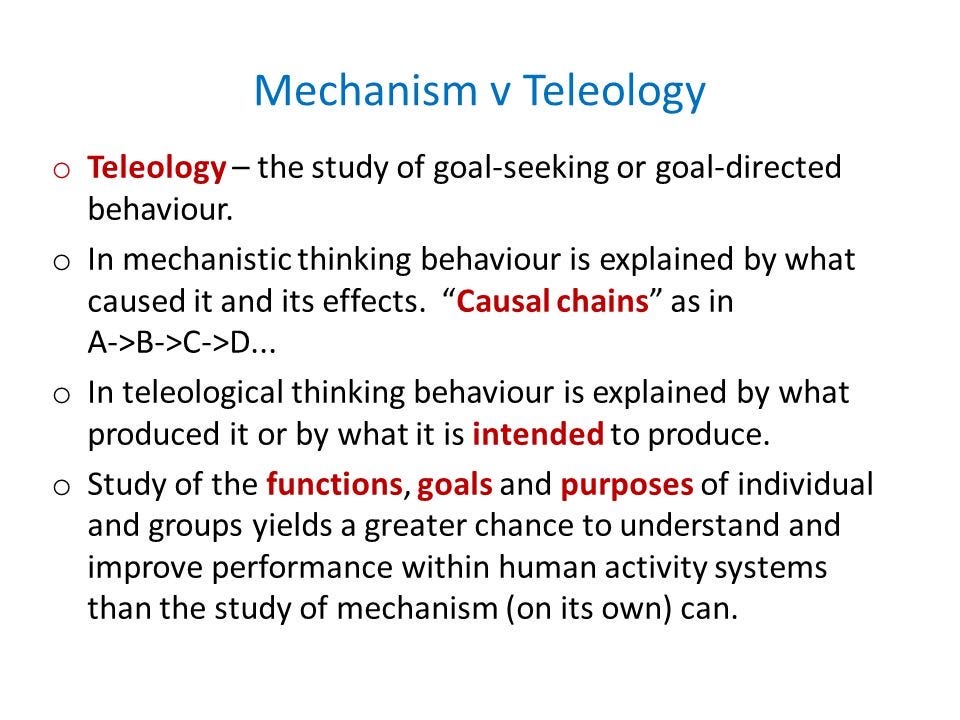 Mechanism v Teleology
o Teleology – the study of goal-seeking or goal-directed
behaviour.
o In mechanistic thinking behaviour is explained by what
caused it and its effects.  “Causal chains” as in
A->B->C->D...
o In teleological thinking behaviour is explained by what
produced it or by what it is intended to produce.
o Study of the functions, goals and purposes of individual
and groups yields a greater chance to understand and
improve performance within human activity systems
than the study of mechanism (on its own) can.